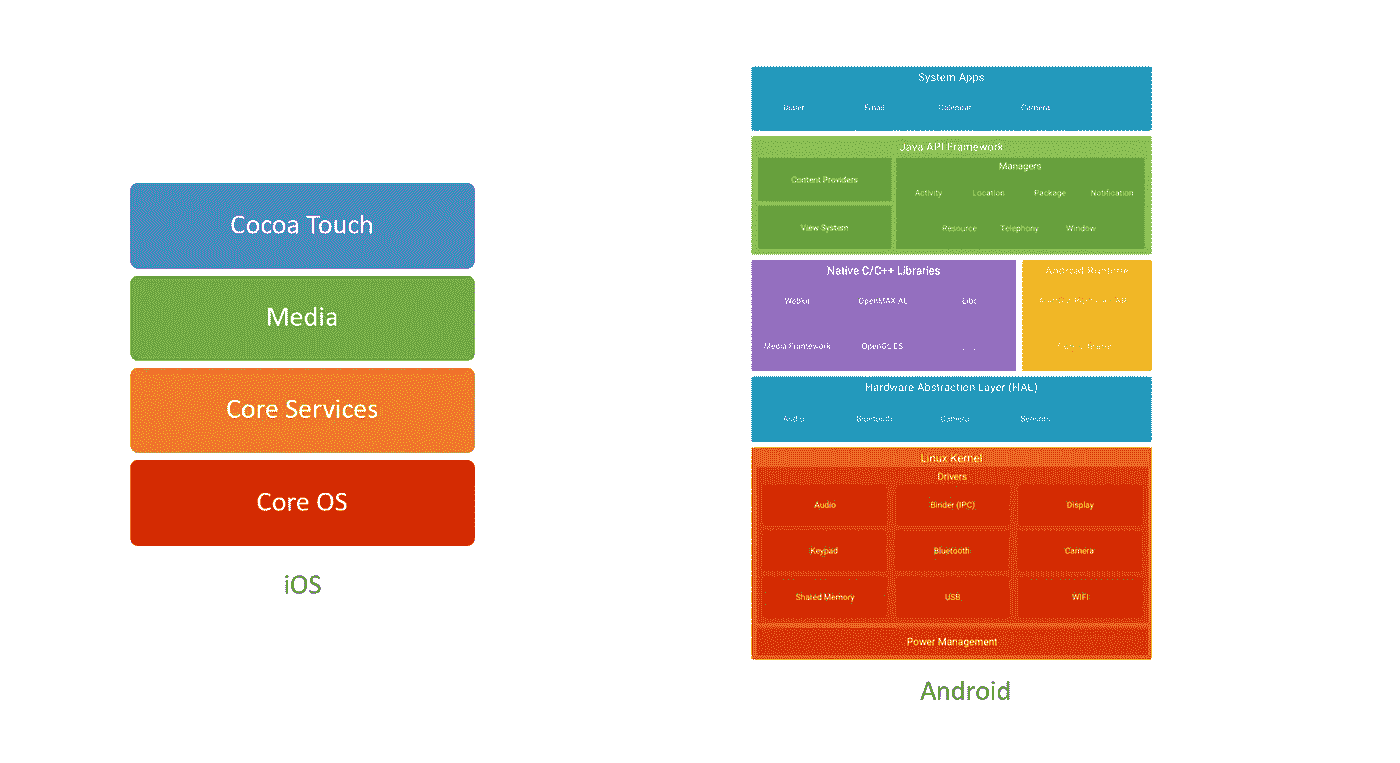 Cocoa Touch
Media
Core Services
Core OS
iOS
System Apps
Email
Calendar
Camera
Java API Framework
Content Providers
View System
Managers
Activity Location Package Notification
Resource Telephony Window
Native C/C++ Libraries
Webkit OpenMAX AL Libc
Media Framework OpenGL ES
Android Runtime
Hardware Abstraction Layer (HAL)
Audio Bluetooth Camera Sensors
Linux Kernel
Drivers
Audio Binder (IPC) Display
Keypad Bluetooth Camera
Shared Memory USB WIFI
Power Management
Android